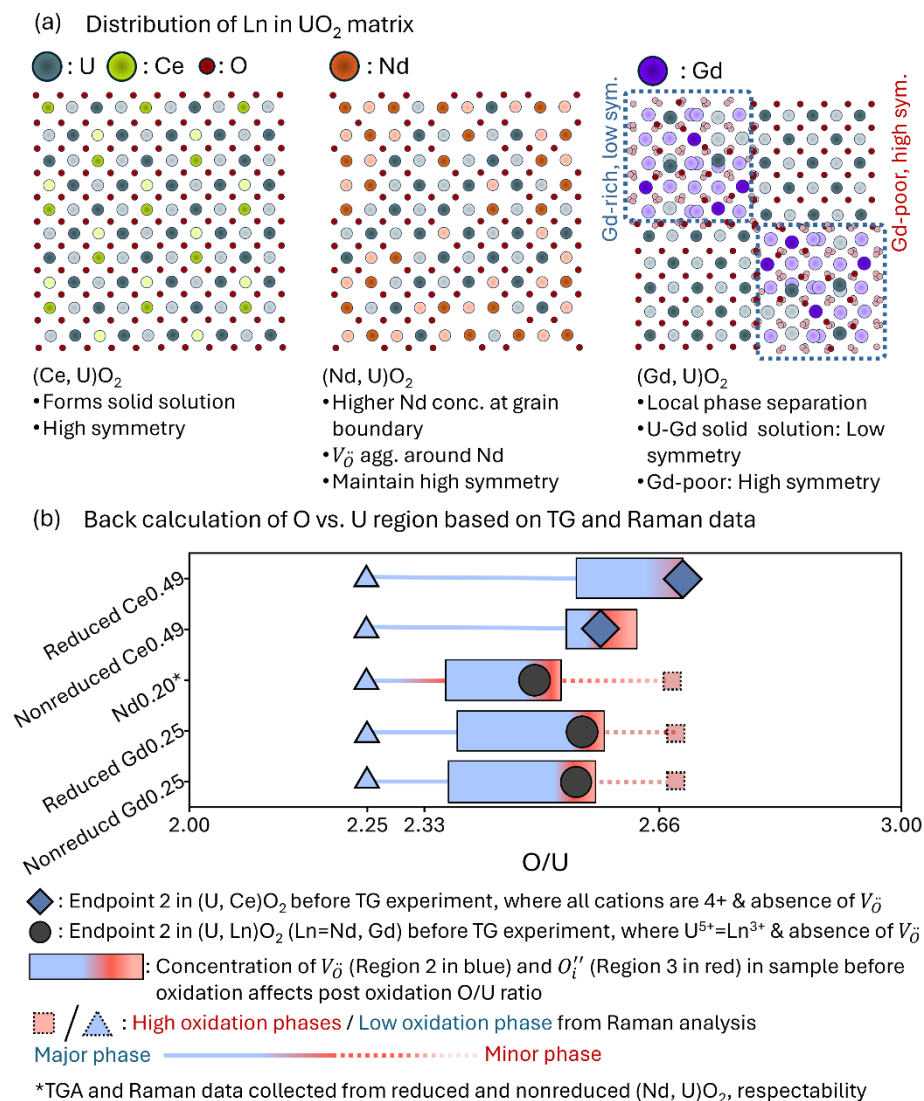 (a) Distribution of Ln in UO₂ matrix
: U : Ce : O : Nd : Gd
Gd-rich, low sym.
Gd-poor, high sym.
(Ce, U)O₂
•Forms solid solution
•High symmetry
(Nd, U)O₂
•Higher Nd conc. at grain
boundary
•V_Ö agg. around Nd
•Maintain high symmetry
(Gd, U)O₂
•Local phase separation
•U-Gd solid solution: Low
symmetry
•Gd-poor: High symmetry
(b) Back calculation of O vs. U region based on TG and Raman data
Reduced Ce0.49
Nonreduced Ce0.49
Nd0.20*
Reduced Gd0.25
Nonreducd Gd0.25
2.00 2.25 2.33 2.66 3.00
O/U
: Endpoint 2 in (U, Ce)O₂ before TG experiment, where all cations are 4+ & absence of V_Ö
: Endpoint 2 in (U, Ln)O₂ (Ln=Nd, Gd) before TG experiment, where U⁵⁺=Ln³⁺ & absence of V_Ö
: Concentration of V_Ö (Region 2 in blue) and O_i'' (Region 3 in red) in sample before
oxidation affects post oxidation O/U ratio
/ : High oxidation phases / Low oxidation phase from Raman analysis
Major phase Minor phase
*TGA and Raman data collected from reduced and nonreduced (Nd, U)O₂, respectability